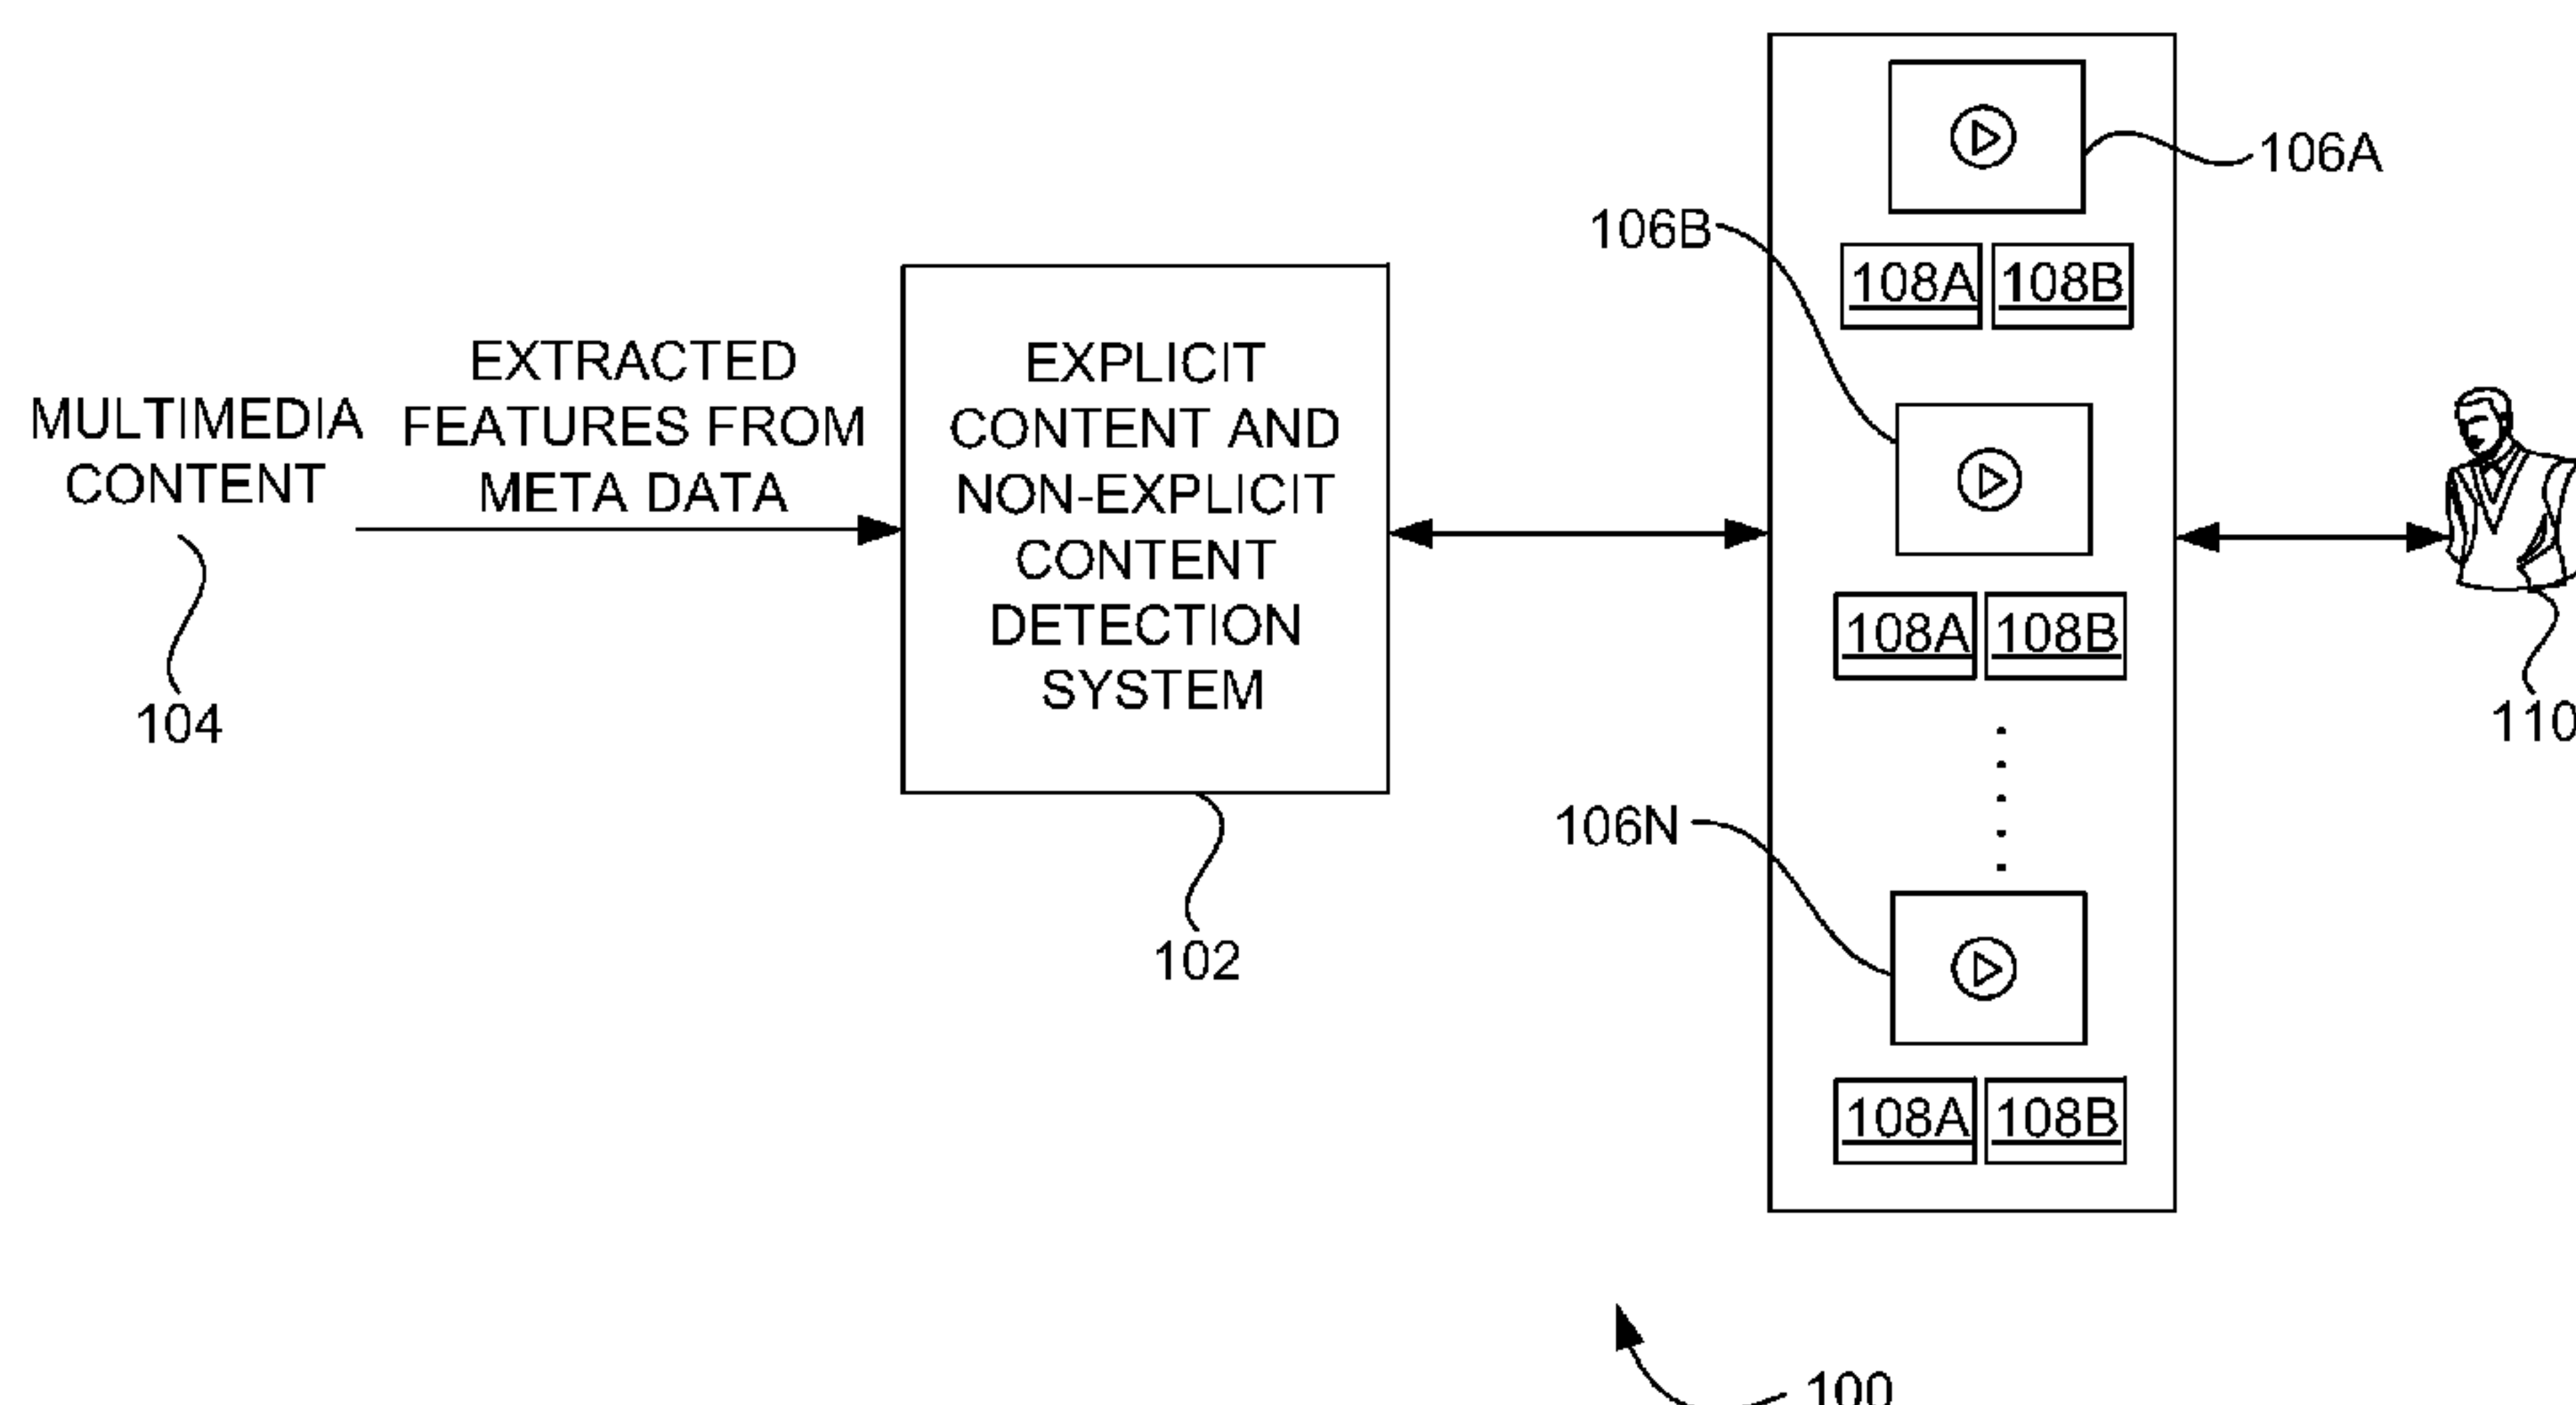 MULTIMEDIA
CONTENT
104
EXTRACTED
FEATURES FROM
META DATA
EXPLICIT
CONTENT AND
NON-EXPLICIT
CONTENT
DETECTION
SYSTEM
102
106A
108A 108B
106B
108A 108B
106N
108A 108B
110
100